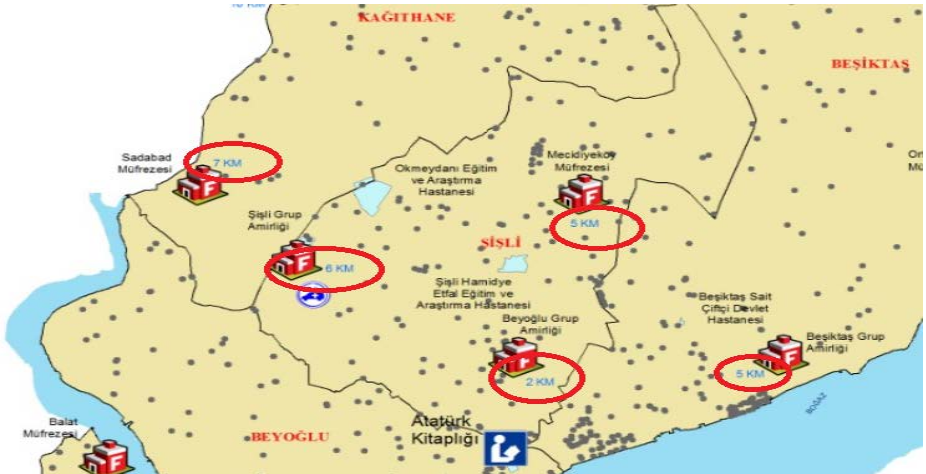 KAĞITHANE
BEŞİKTAŞ
Sadabad
Müfrezesi
7 KM
Okmeydanı Eğitim
ve Araştırma
Hastanesi
Mecidiyeköy
Müfrezesi
5 KM
Şişli Grup
Amirliği
6 KM
ŞİŞLİ
Şişli Hamidye
Etfal Eğitim ve
Araştırma Hastanesi
Beyoğlu Grup
Amirliği
2 KM
Beşiktaş Sait
Çiftçi Devlet
Hastanesi
Beşiktaş Grup
Amirliği
5 KM
BOĞAZ
Balat
Müfrezesi
BEYOĞLU
Atatürk
Kitaplığı